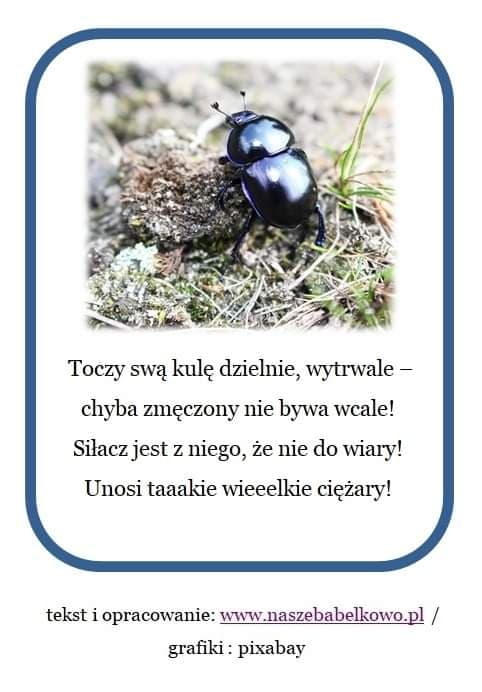 Toczy swą kulę dzielnie, wytrwale –
chyba zmęczony nie bywa wcale!
Siłacz jest z niego, że nie do wiary!
Unosi taaakie wieeelkie ciężary!
tekst i opracowanie: www.naszebabelkowo.pl /
grafiki : pixabay